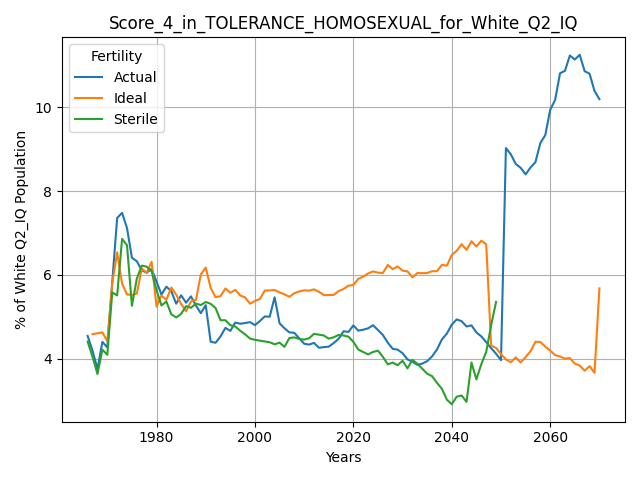 Score_4_in_TOLERANCE_HOMOSEXUAL_for_White_Q2_IQ
Fertility
Actual
Ideal
Sterile
% of White Q2_IQ Population
10
8
6
4
1980
2000
2020
2040
2060
Years